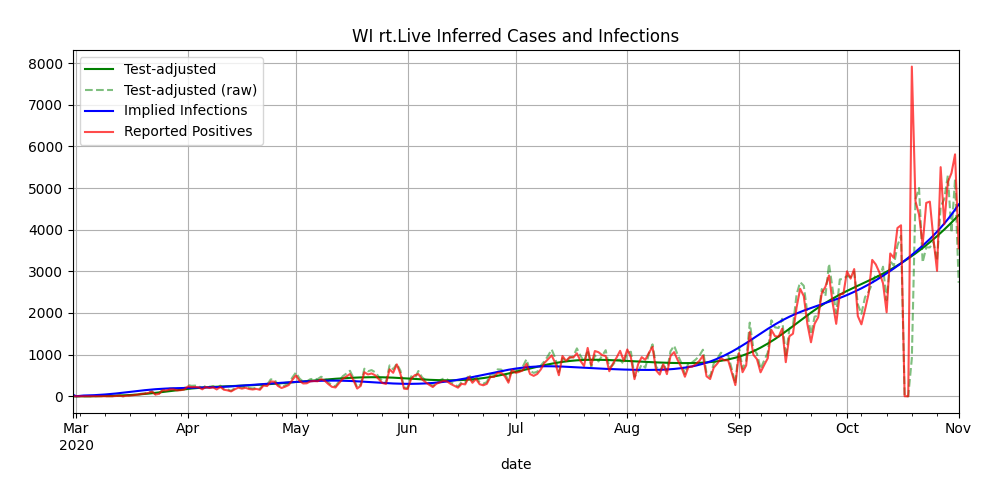 WI rt.Live Inferred Cases and Infections
Test-adjusted
Test-adjusted (raw)
Implied Infections
Reported Positives
8000
7000
6000
5000
4000
3000
2000
1000
0
Mar Apr May Jun Jul Aug Sep Oct Nov
2020
date